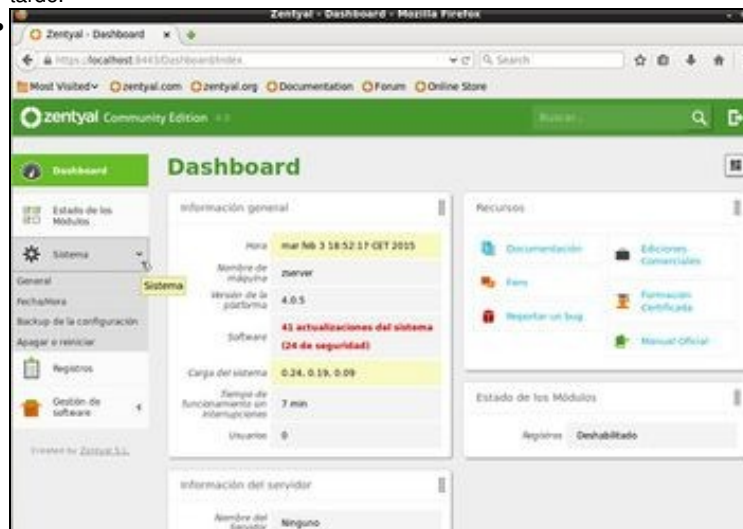 tarde.
Zentyal - Dashboard - Mozilla Firefox
Zentyal - Dashboard
https://localhost:8443/Dashboard/Index
Search
Most Visited
zentyal.com
zentyal.org
Documentation
Forum
Online Store
zentyal Community Edition
Buscar...
Dashboard
Estado de los Módulos
Sistema
General
Fecha/Hora
Backup de la configuración
Apagar o reiniciar
Registros
Gestión de software
Created by Zentyal S.L.
Sistema
Dashboard
Información general
Hora mar feb 3 18:52:17 CET 2015
Nombre de máquina zserver
Versión de la plataforma 4.0.5
Software 41 actualizaciones del sistema (24 de seguridad)
Carga del sistema 0.24, 0.19, 0.09
Tiempo de funcionamiento sin interrupciones 7 min
Usuarios 0
Información del servidor
Nombre del Servidor Ninguno
Recursos
Documentación
Foro
Reportar un bug
Ediciones Comerciales
Formación Certificada
Manual Oficial
Estado de los Módulos
Registros Deshabilitado